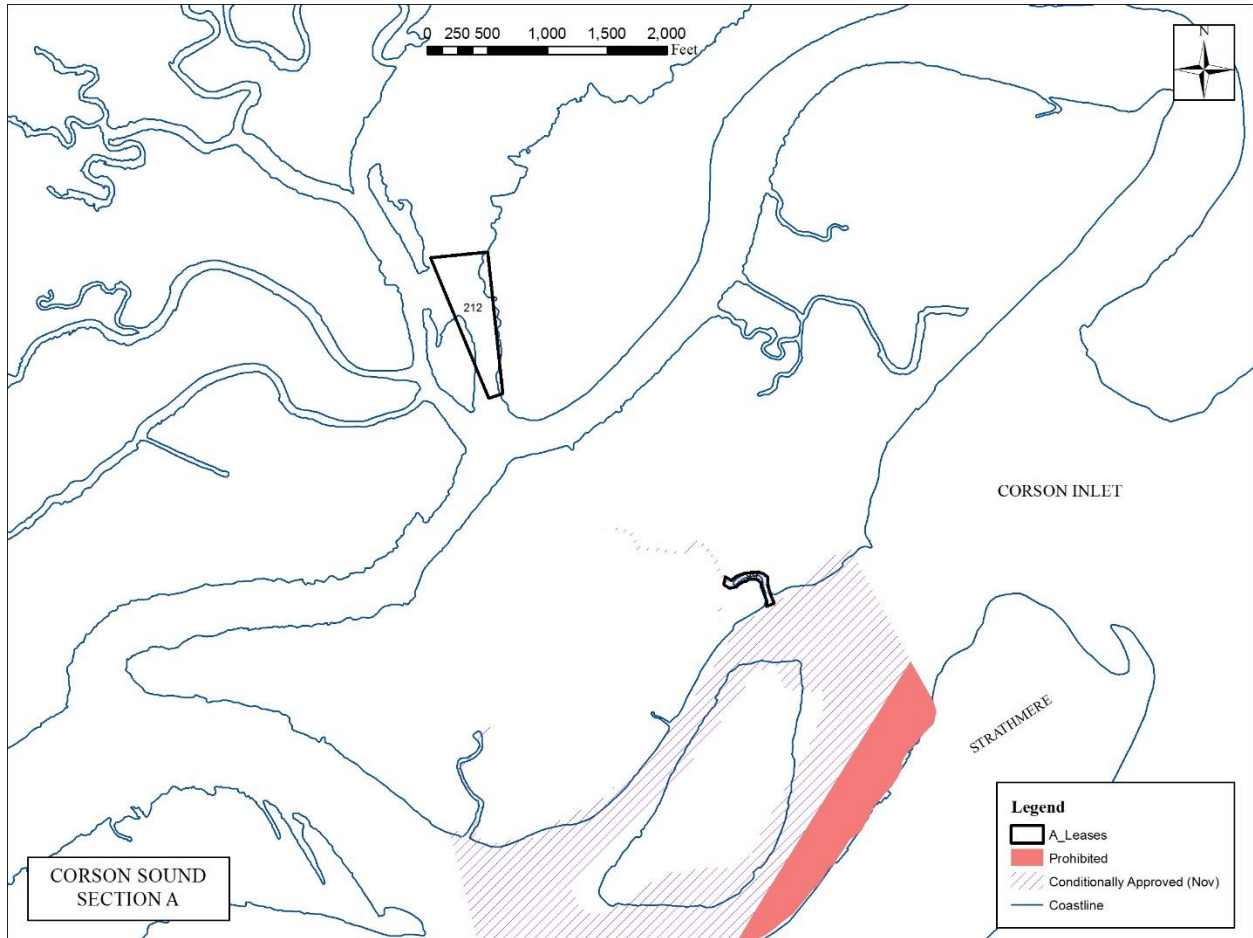 0 250 500 1,000 1,500 2,000
Feet
N
212
CORSON INLET
STRATHMERE
CORSON SOUND
SECTION A
Legend
A_Leases
Prohibited
Conditionally Approved (Nov)
Coastline